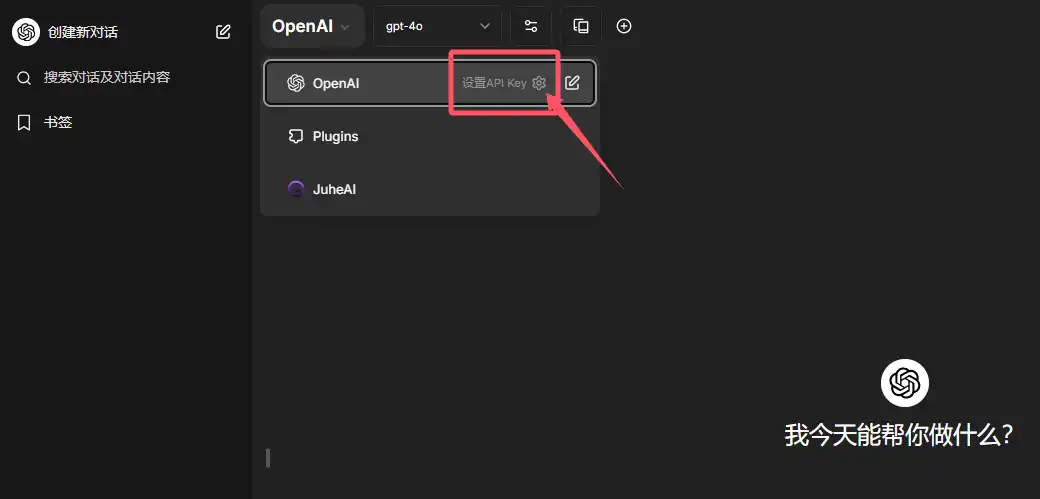 创建新对话
搜索对话及对话内容
书签
OpenAI
gpt-4o
OpenAI 设置API Key
Plugins
JuheAI
我今天能帮你做什么?